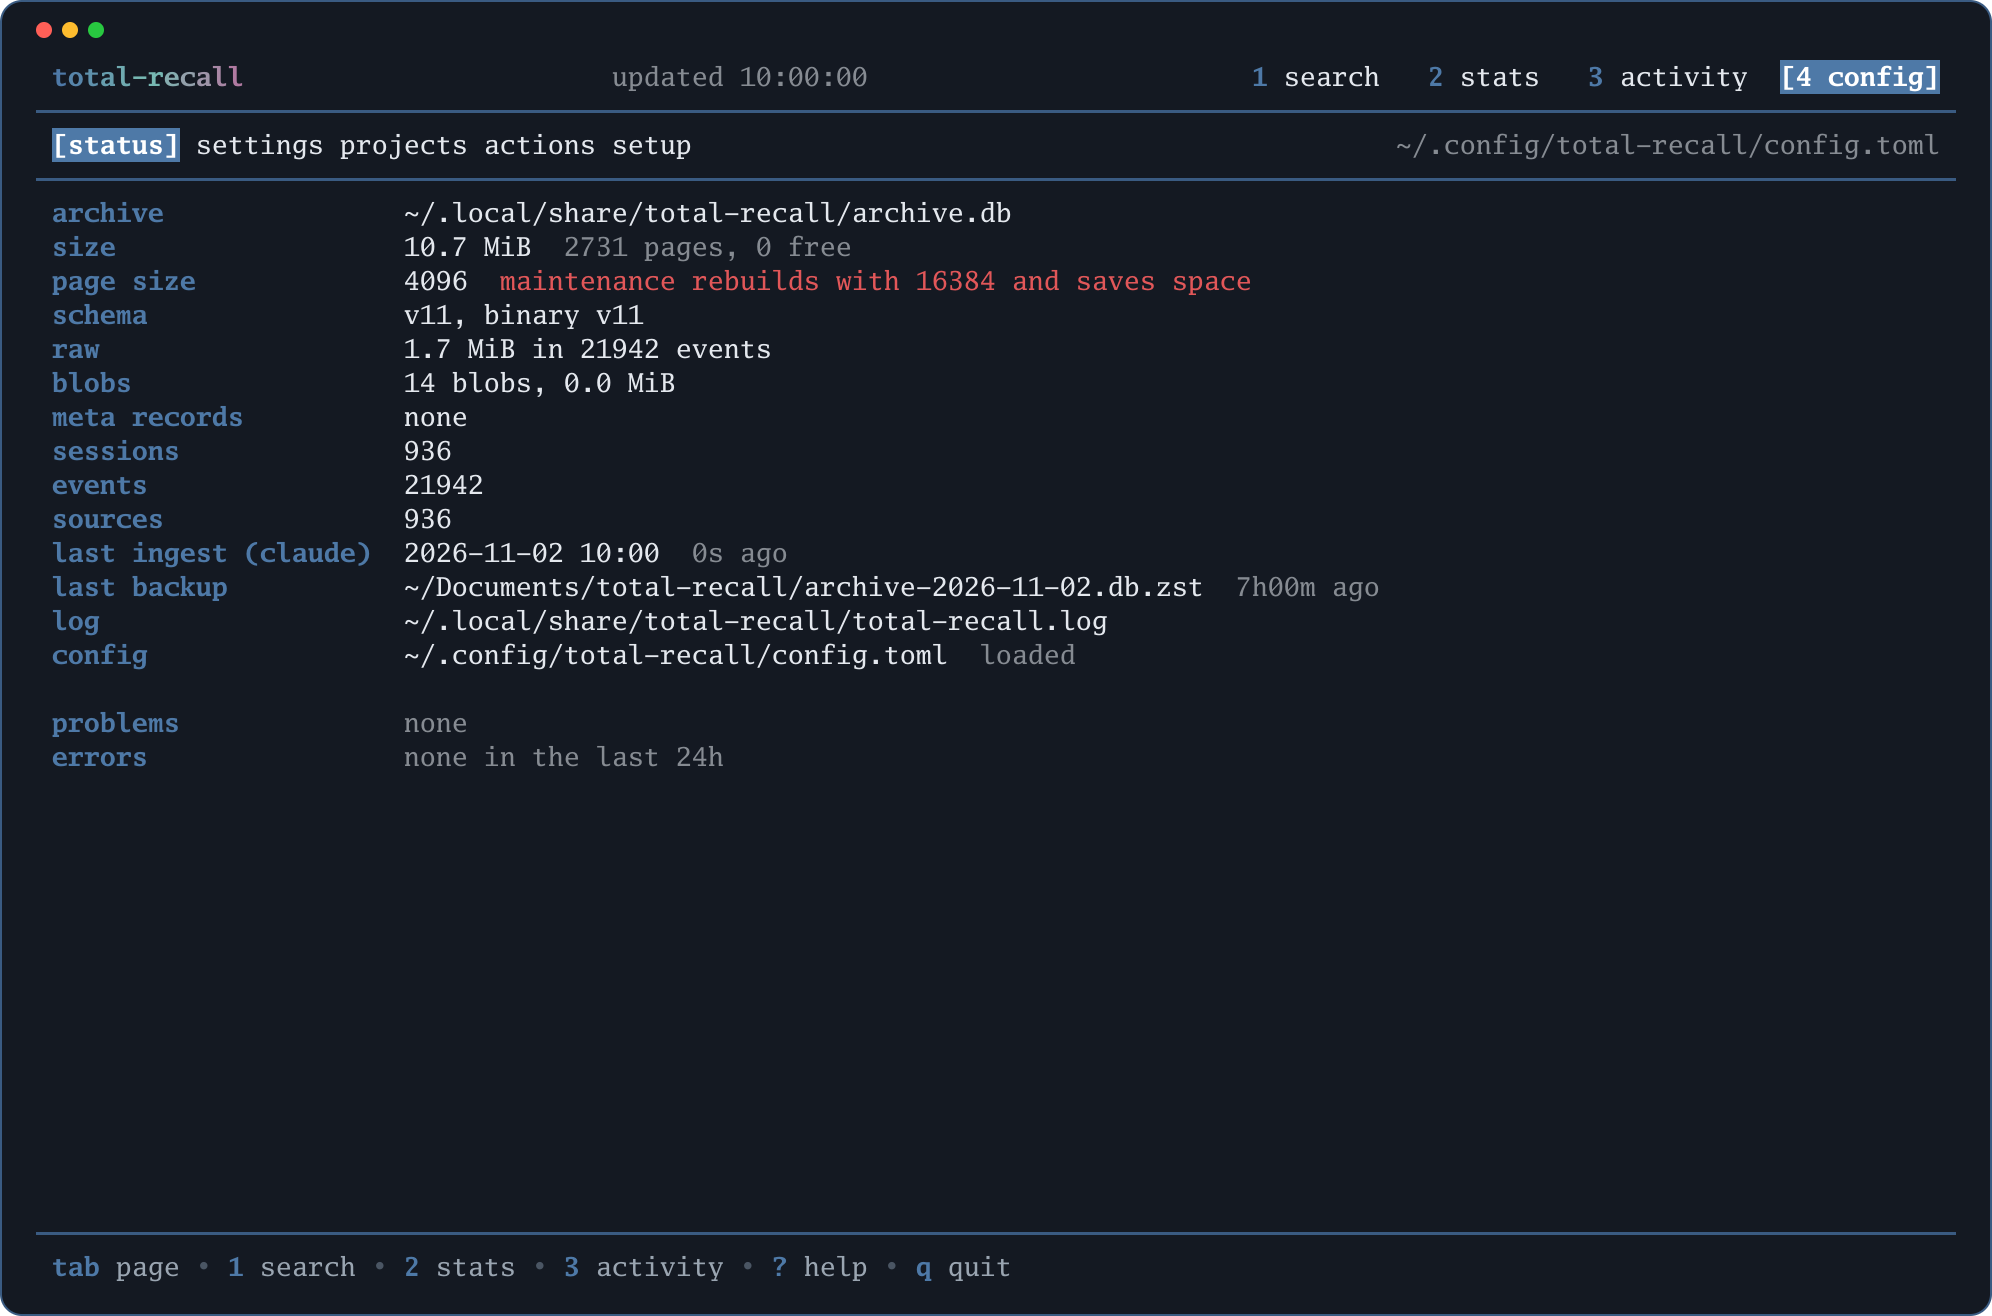 total-recall updated 10:00:00 1 search 2 stats 3 activity [4 config]
[status] settings projects actions setup ~/.config/total-recall/config.toml
archive ~/.local/share/total-recall/archive.db
size 10.7 MiB 2731 pages, 0 free
page size 4096 maintenance rebuilds with 16384 and saves space
schema v11, binary v11
raw 1.7 MiB in 21942 events
blobs 14 blobs, 0.0 MiB
meta records none
sessions 936
events 21942
sources 936
last ingest (claude) 2026-11-02 10:00 0s ago
last backup ~/Documents/total-recall/archive-2026-11-02.db.zst 7h00m ago
log ~/.local/share/total-recall/total-recall.log
config ~/.config/total-recall/config.toml loaded
problems none
errors none in the last 24h
tab page • 1 search • 2 stats • 3 activity • ? help • q quit